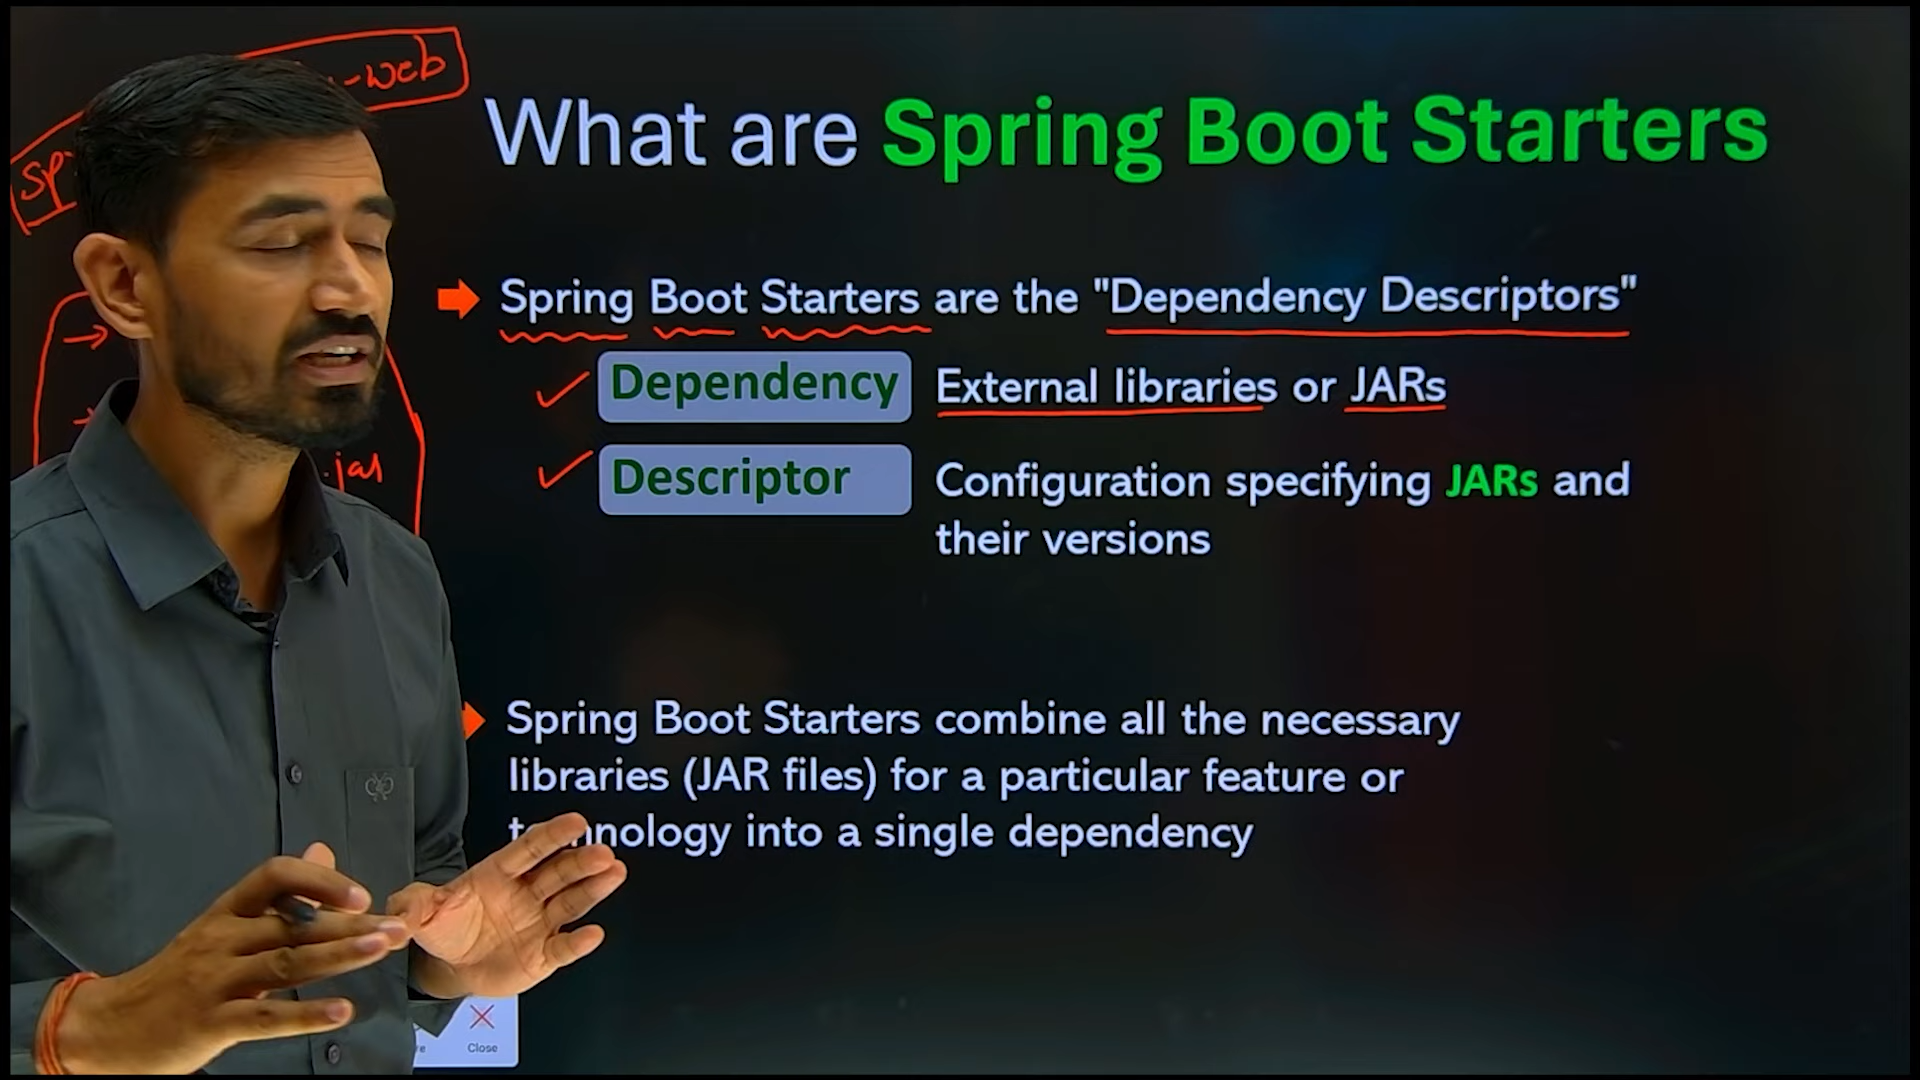 -web
What are Spring Boot Starters
sp
Spring Boot Starters are the "Dependency Descriptors"
Dependency External libraries or JARs
.jar
Descriptor Configuration specifying JARs and
their versions
Spring Boot Starters combine all the necessary
libraries (JAR files) for a particular feature or
technology into a single dependency
Close